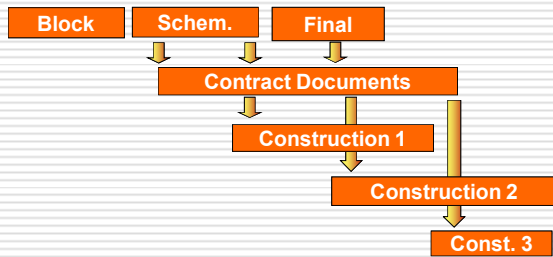 Block
Schem.
Final
Contract Documents
Construction 1
Construction 2
Const. 3